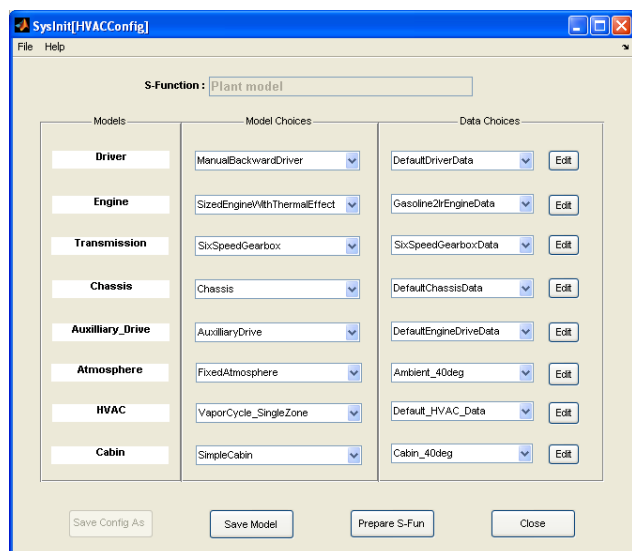 SysInit[HVACConfig]
File Help
S-Function : Plant model
Models Model Choices Data Choices
Driver ManualBackwardDriver DefaultDriverData Edit
Engine SizedEngineWithThermalEffect Gasoline2lrEngineData Edit
Transmission SixSpeedGearbox SixSpeedGearboxData Edit
Chassis Chassis DefaultChassisData Edit
Auxilliary_Drive AuxilliaryDrive DefaultEngineDriveData Edit
Atmosphere FixedAtmosphere Ambient_40deg Edit
HVAC VaporCycle_SingleZone Default_HVAC_Data Edit
Cabin SimpleCabin Cabin_40deg Edit
Save Config As Save Model Prepare S-Fun Close